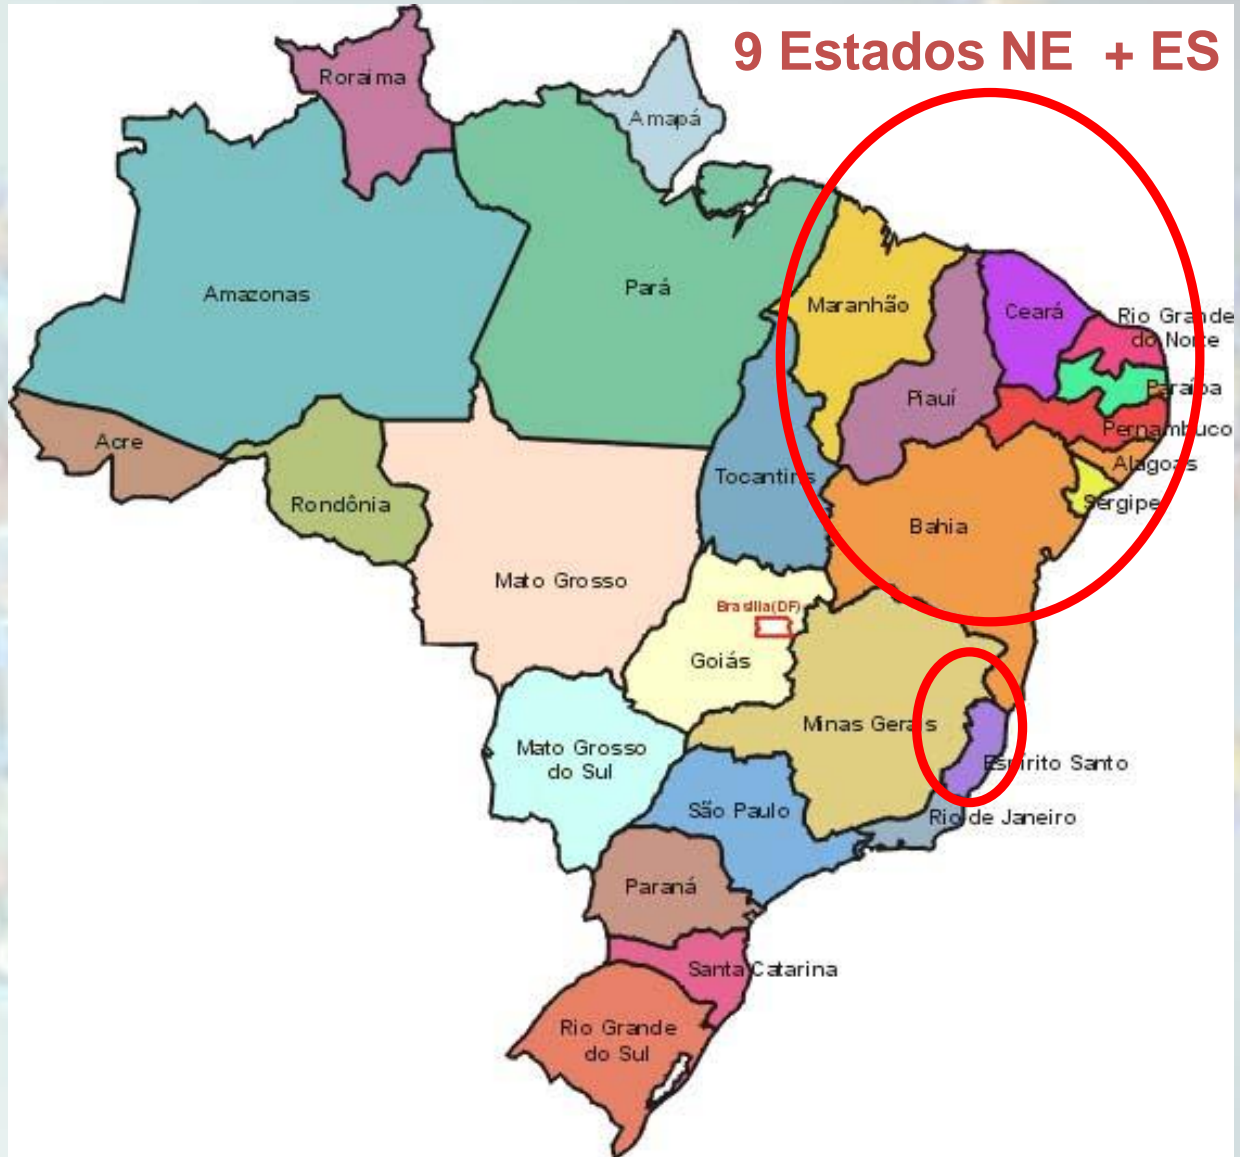 9 Estados NE + ES
Roraima
Amapá
Amazonas
Pará
Maranhão
Ceará
Rio Grande
do Norte
Piauí
Paraíba
Pernambuco
Acre
Alagoas
Tocantins
Rondônia
Sergipe
Bahia
Mato Grosso
Brasília(DF)
Goiás
Minas Gerais
Mato Grosso
do Sul
Espírito Santo
São Paulo
Rio de Janeiro
Paraná
Santa Catarina
Rio Grande
do Sul